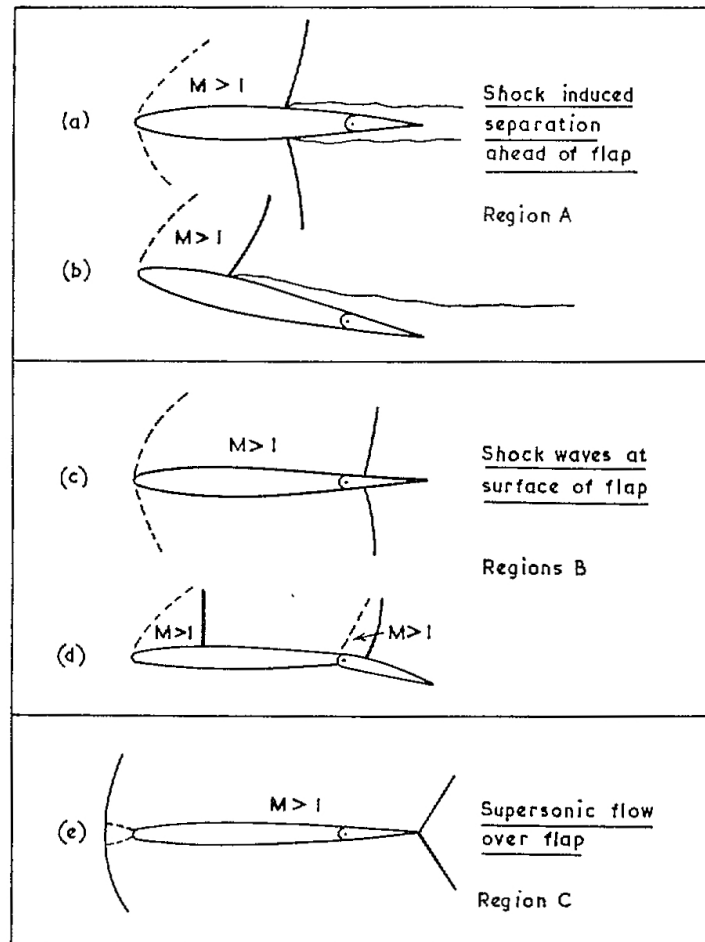 (a)
M > 1
Shock induced
separation
ahead of flap
Region A
(b)
M > 1
(c)
M > 1
Shock waves at
surface of flap
Regions B
(d)
M>1
M>1
(e)
M > 1
Supersonic flow
over flap
Region C